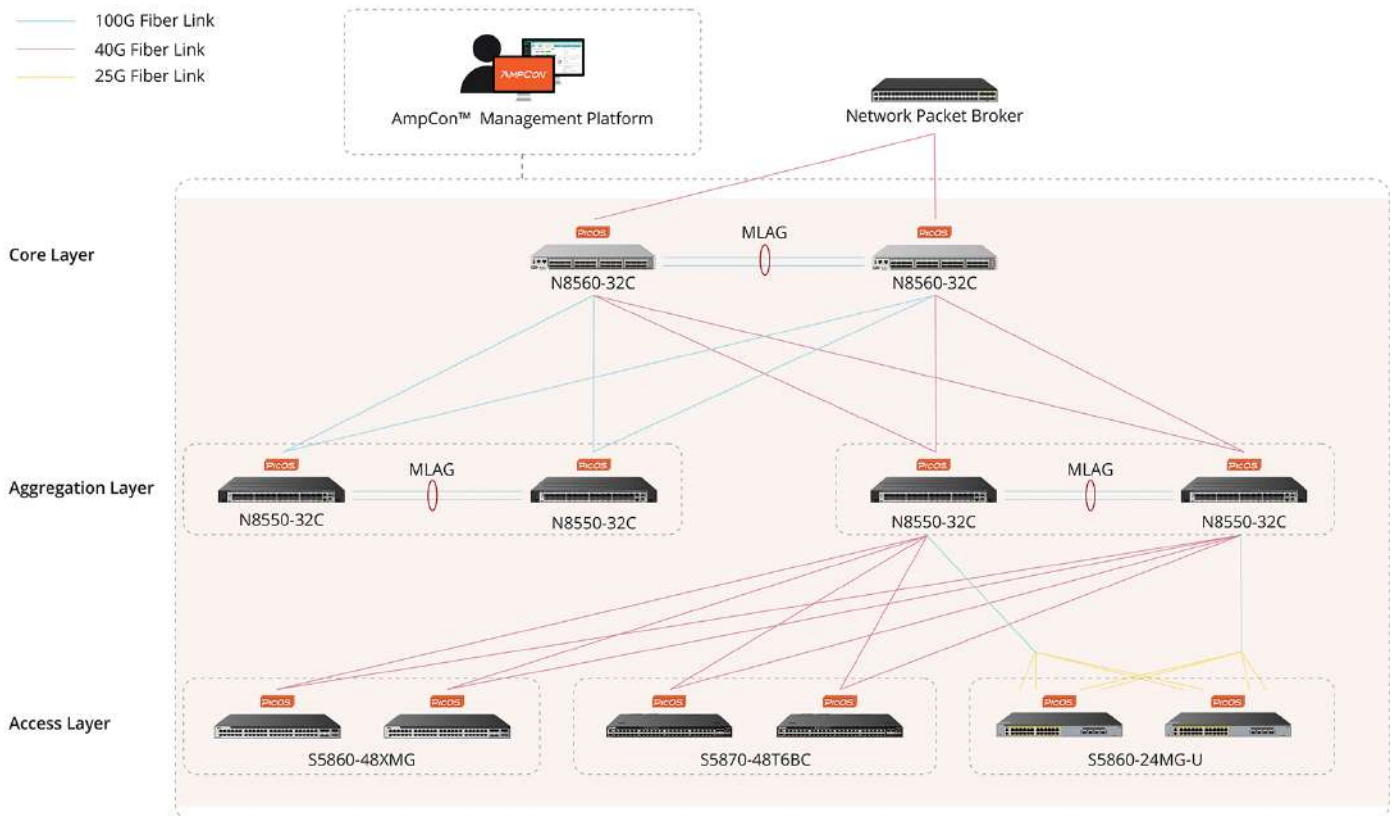 100G Fiber Link
40G Fiber Link
25G Fiber Link
AMPCON
AmpCon™ Management Platform
Network Packet Broker
Core Layer
PicOS
MLAG
PicOS
N8560-32C
N8560-32C
Aggregation Layer
PicOS
MLAG
PicOS
PicOS
MLAG
PicOS
N8550-32C
N8550-32C
N8550-32C
N8550-32C
Access Layer
PicOS
PicOS
PicOS
PicOS
PicOS
PicOS
S5860-48XMG
S5870-48T6BC
S5860-24MG-U